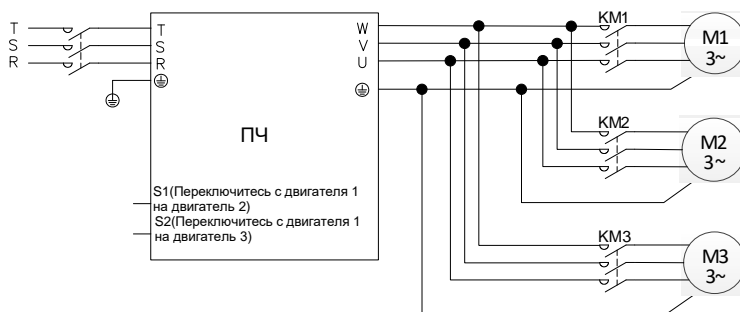 T
S
R
T
S
R
W
V
U
ПЧ
S1(Переключитесь с двигателя 1
на двигатель 2)
S2(Переключитесь с двигателя 1
на двигатель 3)
KM1
M1
3~
KM2
M2
3~
KM3
M3
3~